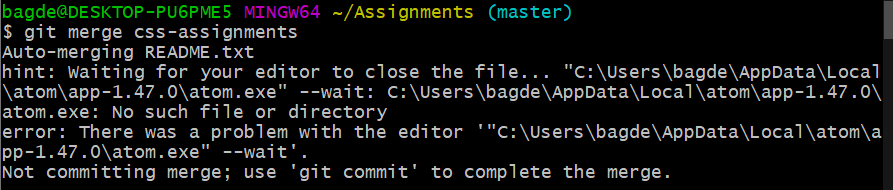 bagde@DESKTOP-PU6PME5 MINGW64 ~/Assignments (master)
$ git merge css-assignments
Auto-merging README.txt
hint: Waiting for your editor to close the file... "C:\Users\bagde\AppData\Local
\atom\app-1.47.0\atom.exe" --wait: C:\Users\bagde\AppData\Local\atom\app-1.47.0\
atom.exe: No such file or directory
error: There was a problem with the editor '"C:\Users\bagde\AppData\Local\atom\a
pp-1.47.0\atom.exe" --wait'.
Not committing merge; use 'git commit' to complete the merge.